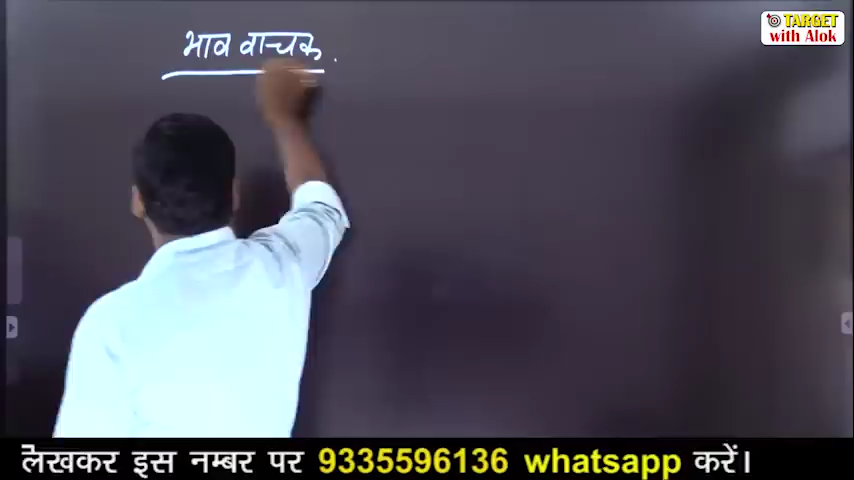 भाव वाचक
TARGET
with Alok
लेखकर इस नम्बर पर 9335596136 whatsapp करें।